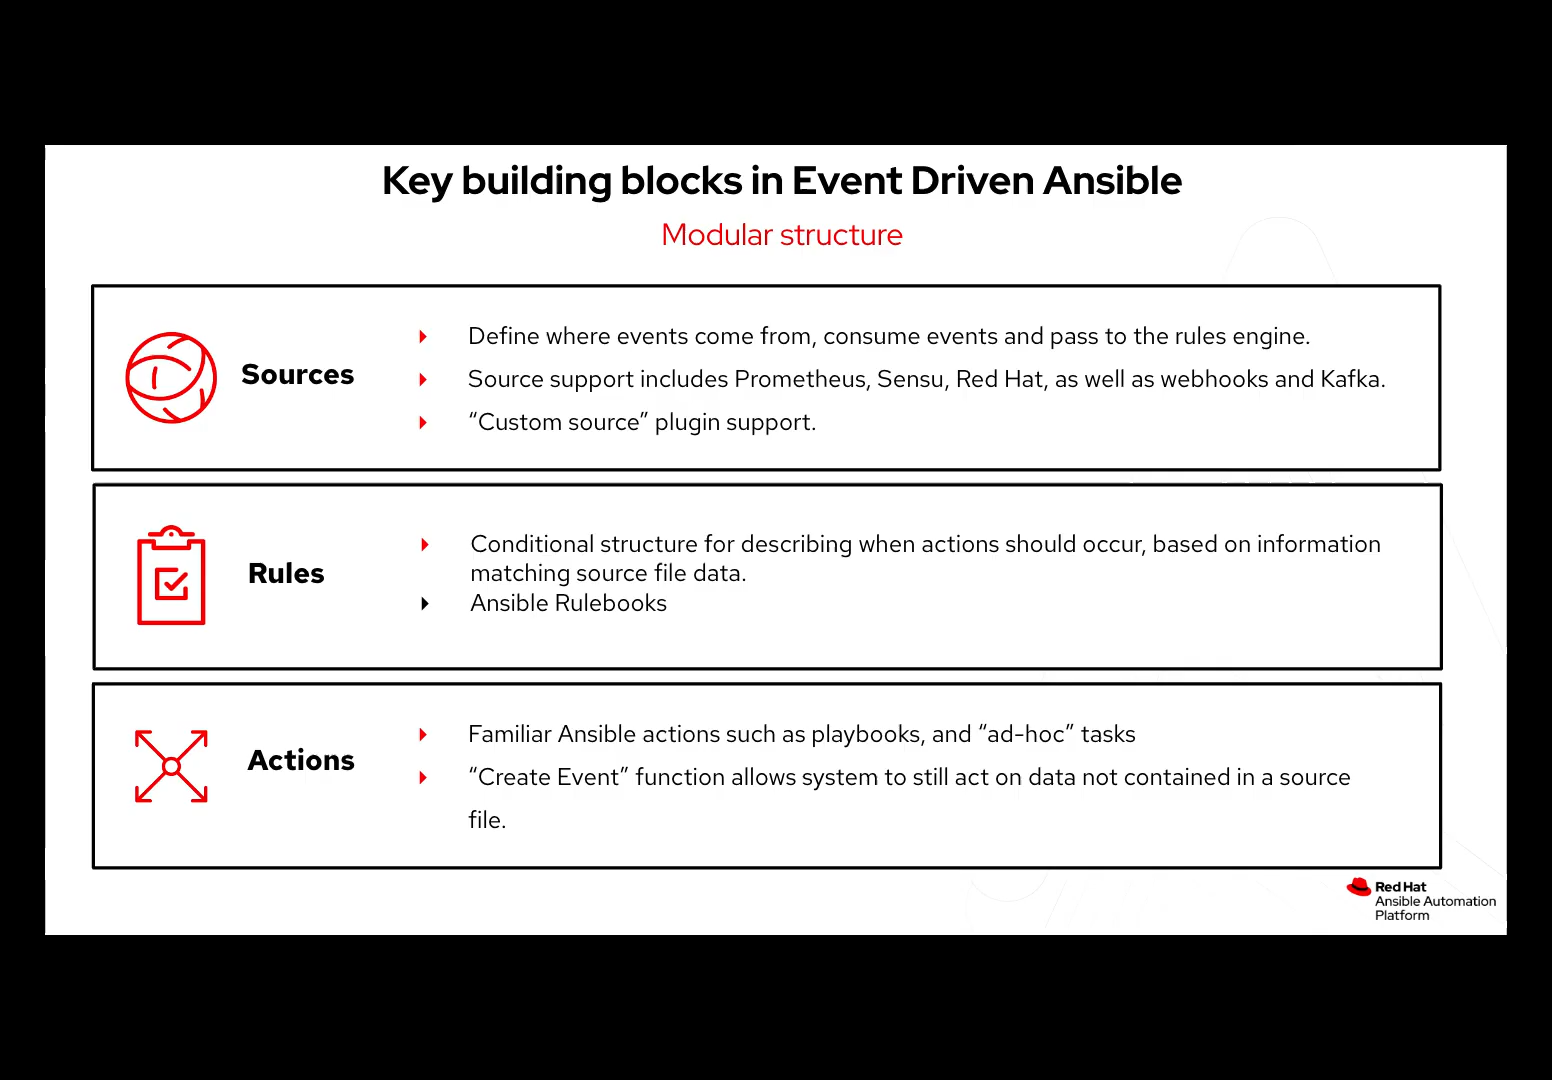 Key building blocks in Event Driven Ansible
Modular structure
Sources
Define where events come from, consume events and pass to the rules engine.
Source support includes Prometheus, Sensu, Red Hat, as well as webhooks and Kafka.
“Custom source” plugin support.
Rules
Conditional structure for describing when actions should occur, based on information
matching source file data.
Ansible Rulebooks
Actions
Familiar Ansible actions such as playbooks, and “ad-hoc” tasks
“Create Event” function allows system to still act on data not contained in a source
file.
Red Hat
Ansible Automation
Platform